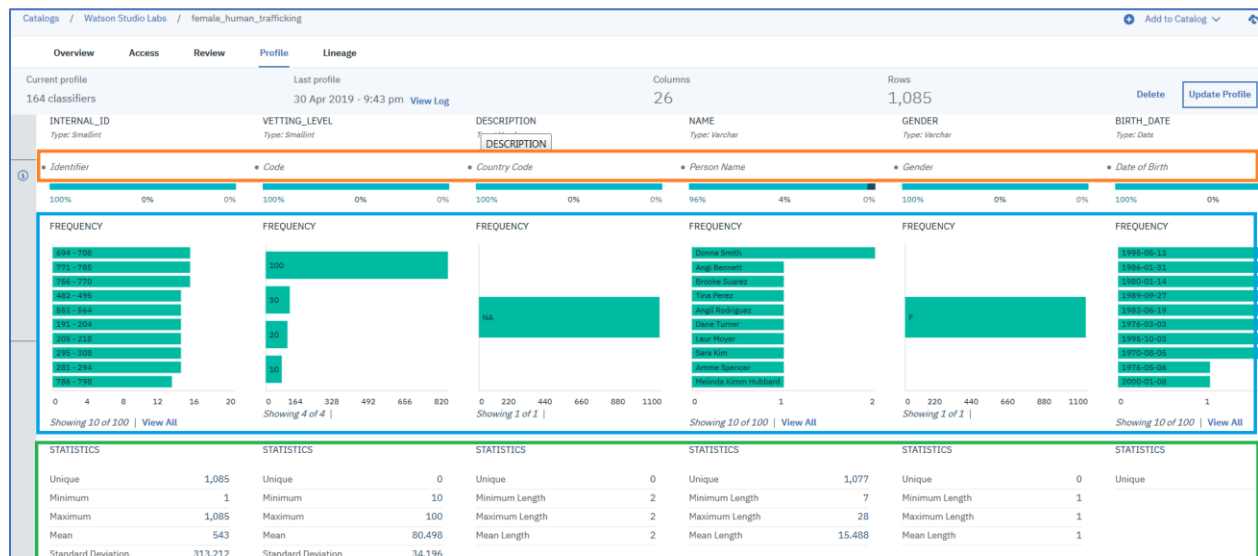 Catalogs / Watson Studio Labs / female_human_trafficking Add to Catalog
Overview Access Review Profile Lineage
Current profile Last profile Columns Rows
164 classifiers 30 Apr 2019 - 9:43 pm View Log 26 1,085 Delete Update Profile
INTERNAL_ID VETTING_LEVEL DESCRIPTION NAME GENDER BIRTH_DATE
Type: Smallint Type: Smallint Type: Varchar Type: Varchar Type: Date
DESCRIPTION
• Identifier • Code • Country Code • Person Name • Gender • Date of Birth
100% 0% 0% 100% 0% 0% 100% 0% 0% 96% 4% 0% 100% 0% 0% 100% 0%
FREQUENCY FREQUENCY FREQUENCY FREQUENCY FREQUENCY FREQUENCY
694 - 708
771 - 785
756 - 770
482 - 495
551 - 564
191 - 204
205 - 218
295 - 308
281 - 294
786 - 798
0 4 8 12 16 20
Showing 10 of 100 | View All
100
30
20
10
0 164 328 492 656 820
Showing 4 of 4 |
NA
0 220 440 660 880 1100
Showing 1 of 1 |
Donna Smith
Angi Bennett
Brooke Suarez
Tina Perez
Angil Rodriguez
Dane Turner
Laur Moyer
Sara Kim
Amme Spencer
Melinda Kimm Hubbard
0 1 2
Showing 10 of 100 | View All
F
0 220 440 660 880 1100
Showing 1 of 1 |
1995-05-13
1986-01-31
1980-01-14
1989-09-27
1983-06-19
1976-03-03
1995-10-03
1970-08-05
1976-05-06
2000-01-08
0 1
Showing 10 of 100 | View All
STATISTICS STATISTICS STATISTICS STATISTICS STATISTICS STATISTICS
Unique 1,085 Unique 0 Unique 0 Unique 1,077 Unique 0 Unique
Minimum 1 Minimum 10 Minimum Length 2 Minimum Length 7 Minimum Length 1
Maximum 1,085 Maximum 100 Maximum Length 2 Maximum Length 28 Maximum Length 1
Mean 543 Mean 80.498 Mean Length 2 Mean Length 15.488 Mean Length 1
Standard Deviation 313.212 Standard Deviation 34.196